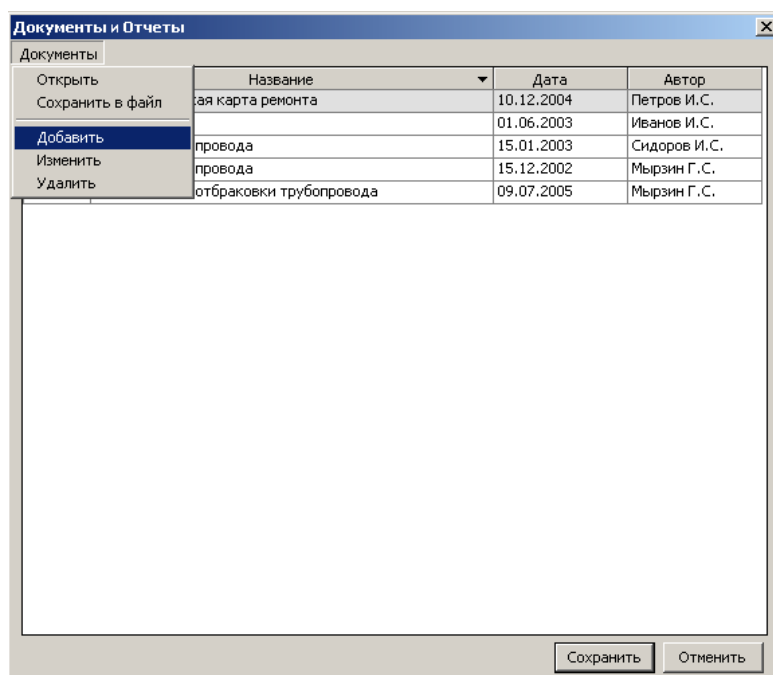 Документы и Отчеты
Документы
Название Дата Автор
Открыть
Сохранить в файл
Добавить
Изменить
Удалить
карта ремонта 10.12.2004 Петров И.С.
01.06.2003 Иванов И.С.
провода 15.01.2003 Сидоров И.С.
провода 15.12.2002 Мырзин Г.С.
отбраковки трубопровода 09.07.2005 Мырзин Г.С.
Сохранить Отменить